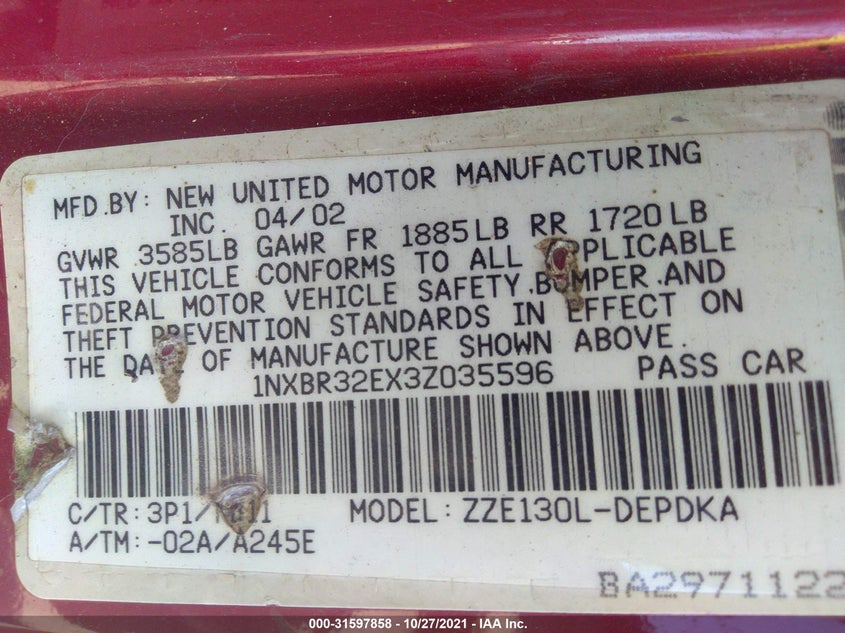 MFD.BY: NEW UNITED MOTOR MANUFACTURING
INC. 04/02
GVWR 3585LB GAWR FR 1885LB RR 1720LB
THIS VEHICLE CONFORMS TO ALL APPLICABLE
FEDERAL MOTOR VEHICLE SAFETY.BUMPER.AND
THEFT PREVENTION STANDARDS IN EFFECT ON
THE DATE OF MANUFACTURE SHOWN ABOVE.
1NXBR32EX3Z035596 PASS CAR
C/TR: 3P1/
MODEL: ZZE130L-DEPDKA
A/TM: -02A/A245E
BA2971122
000-31597858 - 10/27/2021 - IAA Inc.